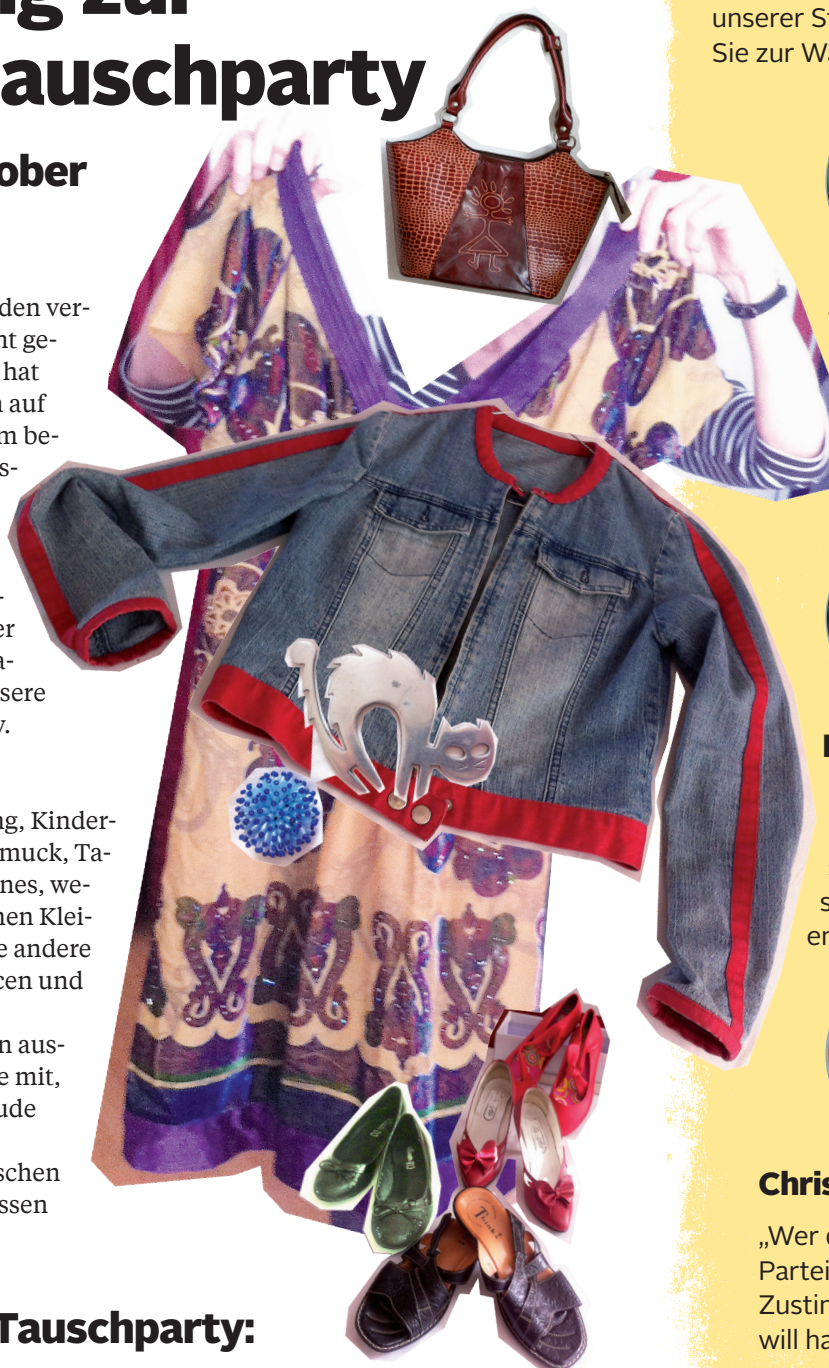 zur
auschparty
ober
den ver-
nt ge-
hat
auf
m be-
s-
-
er
a-
sere
ng, Kinder-
muck, Ta-
nes, we-
nen Klei-
e andere
cen und
n aus-
e mit,
ude
schen
ssen
Tauschparty:
Think!
unserer
Sie zur
s
en
Chris
„Wer
Partei
Zustin
will ha